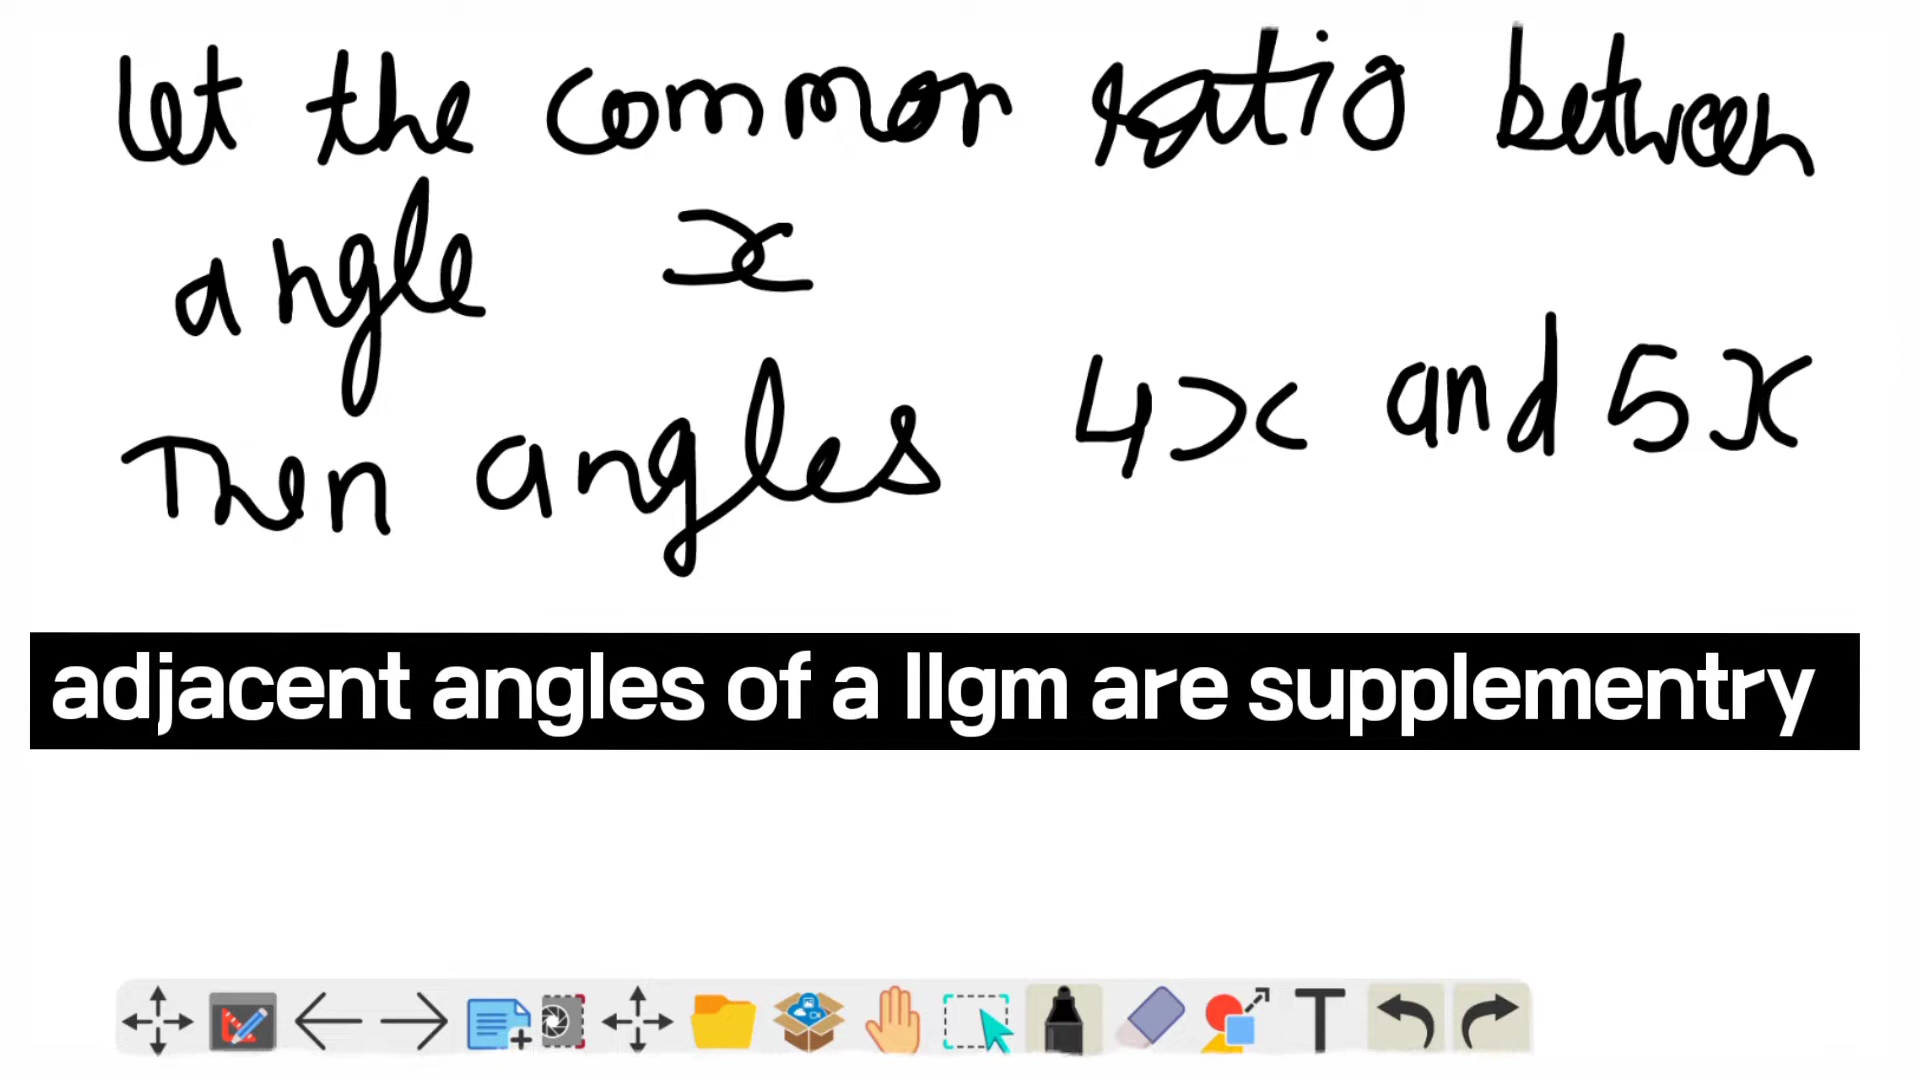 Let the common ratio between
angle x
Then angles 4x and 5x
adjacent angles of a llgm are supplementry